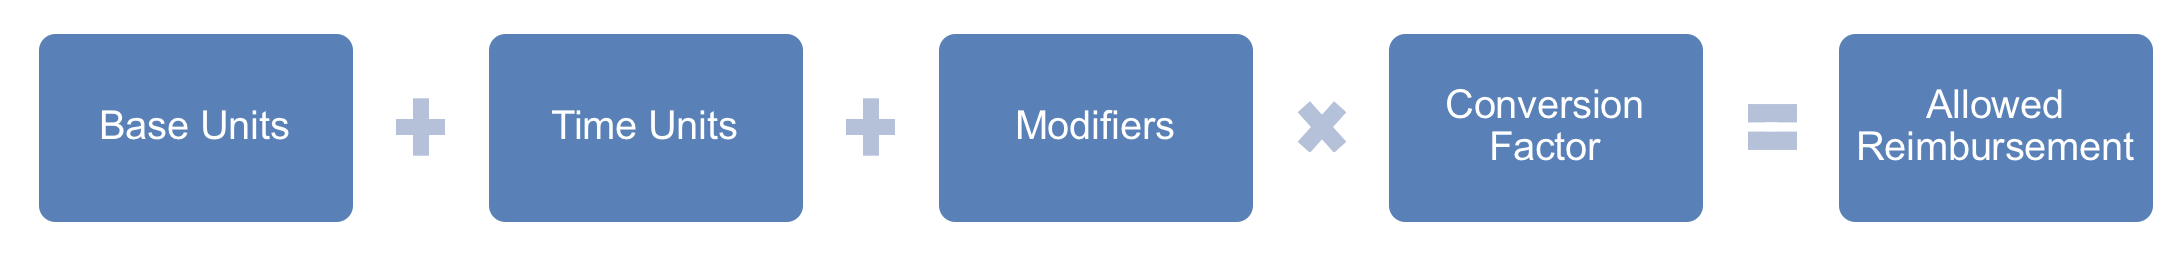 Base Units
Time Units
Modifiers
Conversion
Factor
Allowed
Reimbursement